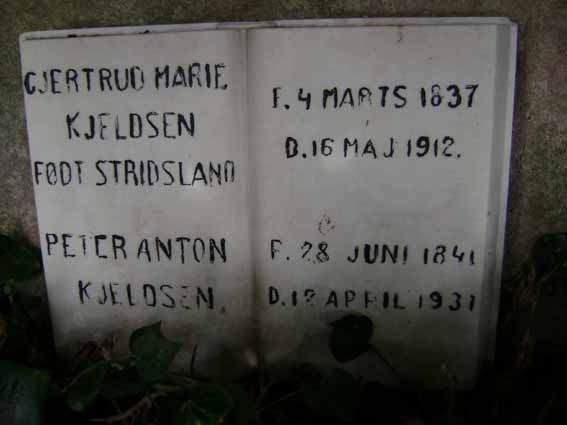 GJERTRUD MARIE
KJELDSEN
FØDT STRIDSLAND
F. 4 MARTS 1837
D. 16 MAJ 1912.
PETER ANTON
KJELDSEN.
F. 28 JUNI 1841
D. APRIL 1931